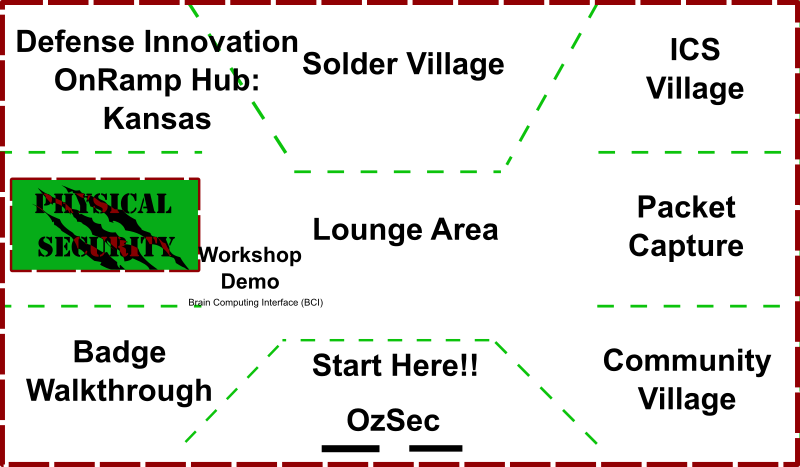 Defense Innovation
OnRamp Hub:
Kansas
Solder Village
ICS
Village
PHYSICAL
SECURITY
Workshop
Demo
Brain Computing Interface (BCI)
Lounge Area
Packet
Capture
Badge
Walkthrough
Start Here!!
OzSec
Community
Village